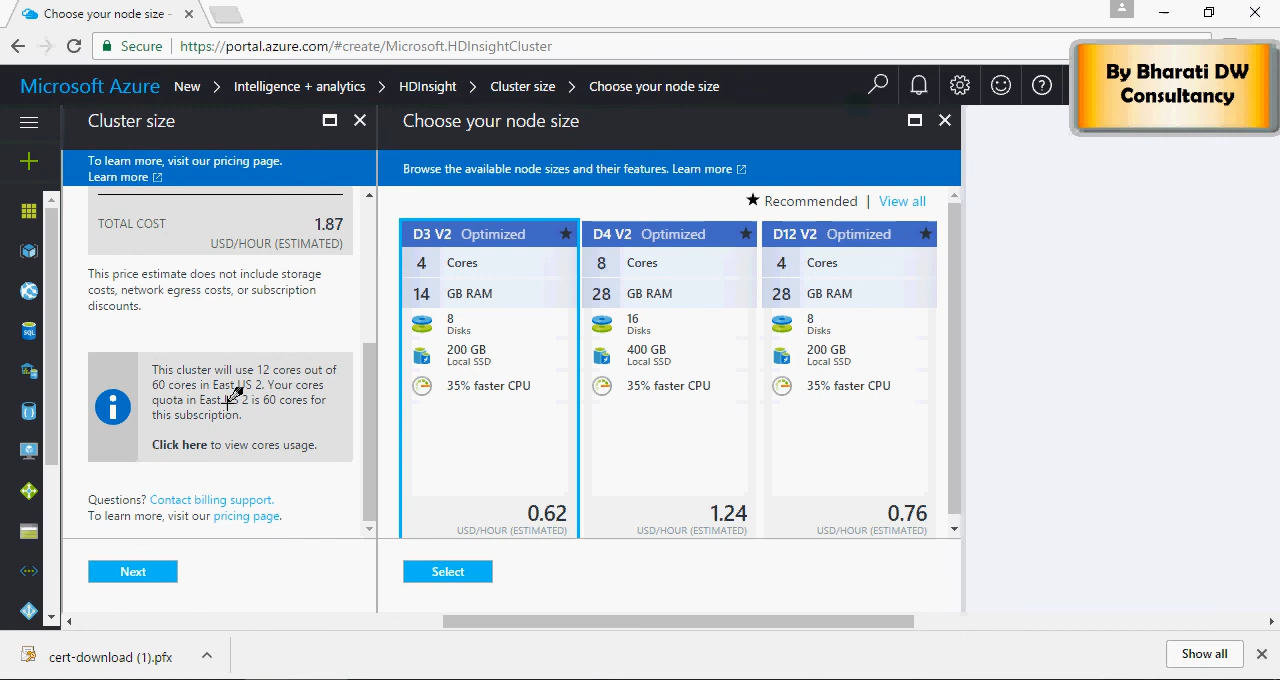 Choose your node size -
Secure | https://portal.azure.com/#create/Microsoft.HDInsightCluster
By Bharati DW
Consultancy
Microsoft Azure New > Intelligence + analytics > HDInsight > Cluster size > Choose your node size
Cluster size
To learn more, visit our pricing page.
Learn more
TOTAL COST 1.87
USD/HOUR (ESTIMATED)
This price estimate does not include storage
costs, network egress costs, or subscription
discounts.
This cluster will use 12 cores out of
60 cores in East US 2. Your cores
quota in East US 2 is 60 cores for
this subscription.
Click here to view cores usage.
Questions? Contact billing support.
To learn more, visit our pricing page.
Next
Choose your node size
Browse the available node sizes and their features. Learn more
★ Recommended | View all
D3 V2 Optimized ★
4 Cores
14 GB RAM
8
Disks
200 GB
Local SSD
35% faster CPU
0.62
USD/HOUR (ESTIMATED)
D4 V2 Optimized ★
8 Cores
28 GB RAM
16
Disks
400 GB
Local SSD
35% faster CPU
1.24
USD/HOUR (ESTIMATED)
D12 V2 Optimized ★
4 Cores
28 GB RAM
8
Disks
200 GB
Local SSD
35% faster CPU
0.76
USD/HOUR (ESTIMATED)
Select
SQL
cert-download (1).pfx
Show all